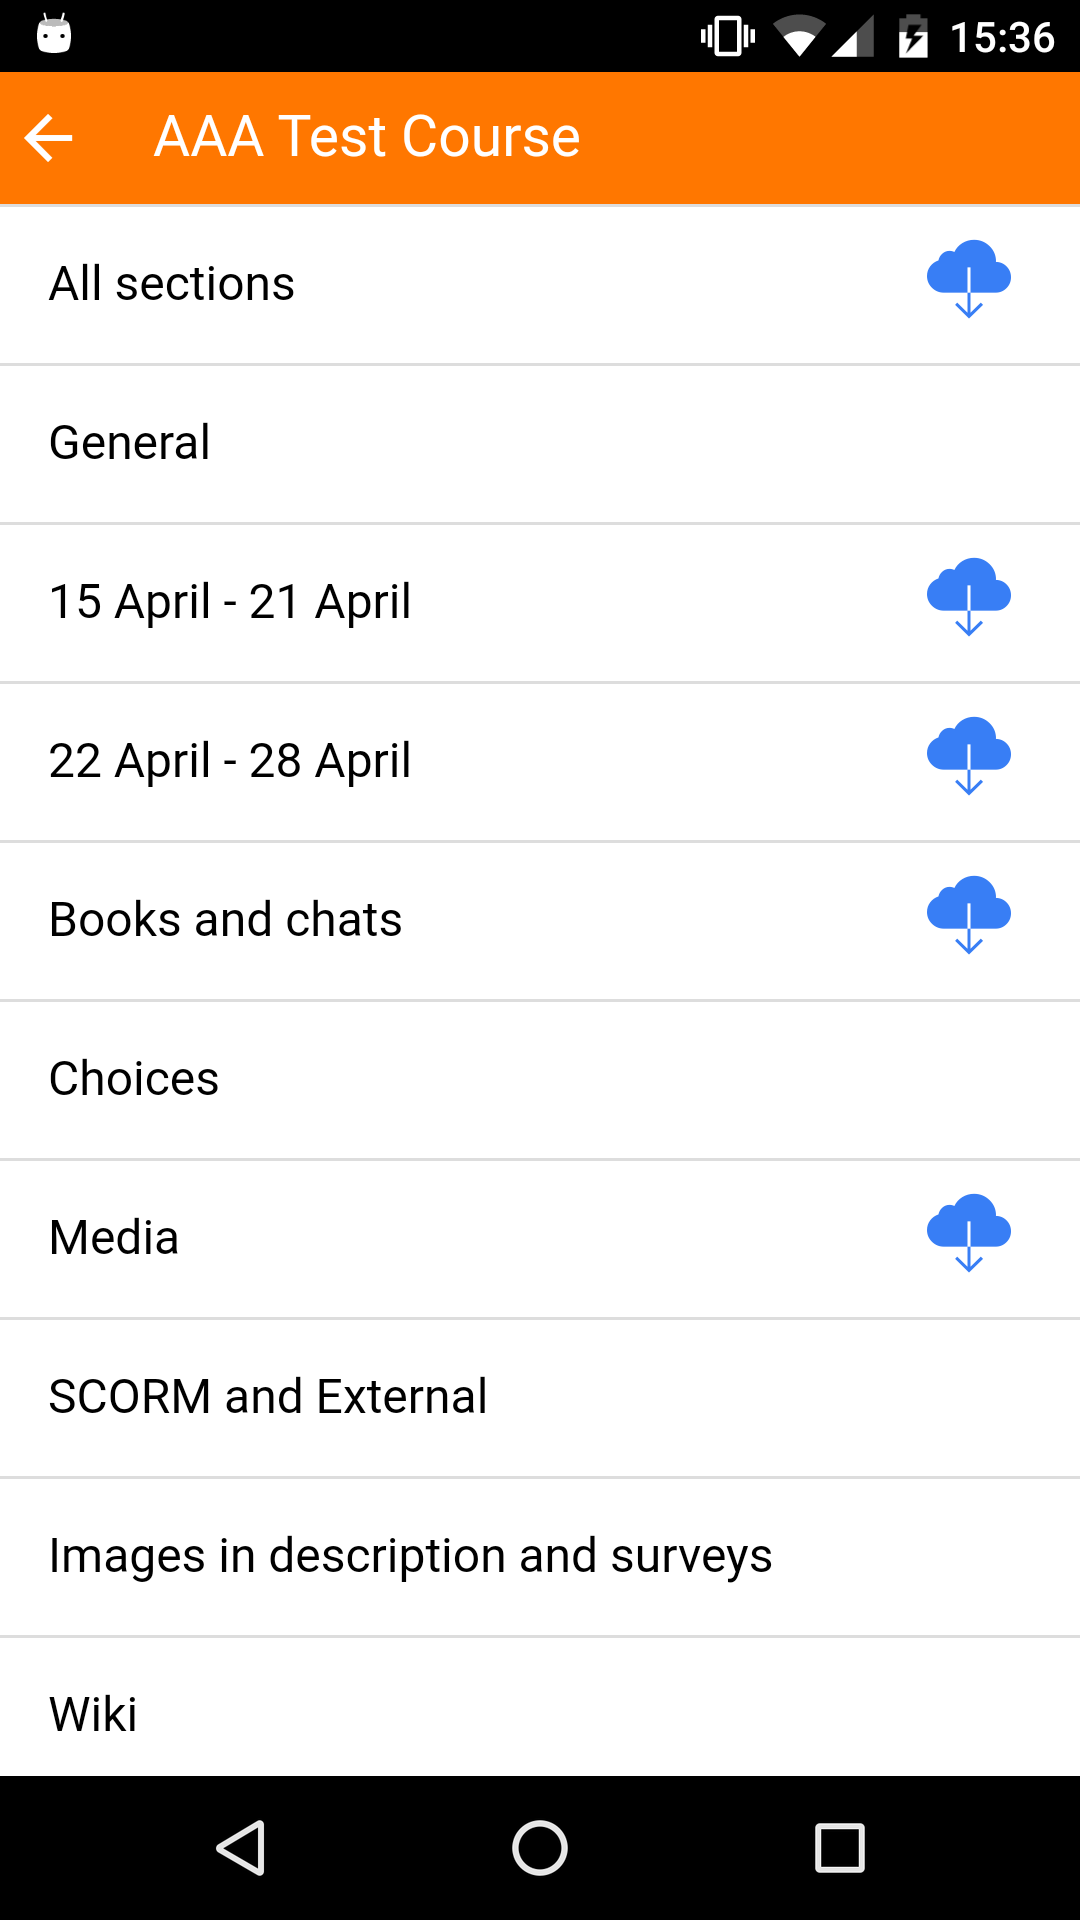 15:36
AAA Test Course
All sections
General
15 April - 21 April
22 April - 28 April
Books and chats
Choices
Media
SCORM and External
Images in description and surveys
Wiki